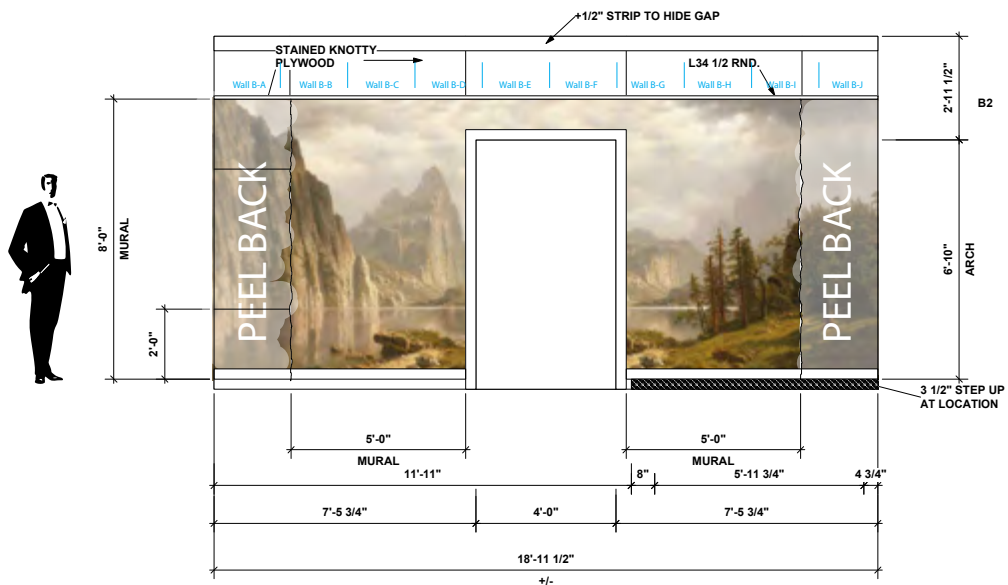 +1/2" STRIP TO HIDE GAP
STAINED KNOTTY
PLYWOOD
L34 1/2 RND.
Wall B-A
Wall B-B
Wall B-C
Wall B-D
Wall B-E
Wall B-F
Wall B-G
Wall B-H
Wall B-I
Wall B-J
2'-11 1/2"
B2
8'-0"
MURAL
2'-0"
PEEL BACK
PEEL BACK
6'-10"
ARCH
3 1/2" STEP UP
AT LOCATION
5'-0"
MURAL
5'-0"
MURAL
11'-11"
8"
5'-11 3/4"
4 3/4"
7'-5 3/4"
4'-0"
7'-5 3/4"
18'-11 1/2"
+/-